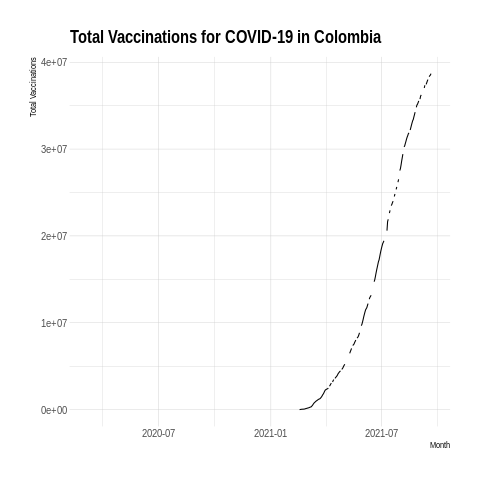 Total Vaccinations for COVID-19 in Colombia
Total Vaccinations
4e+07
3e+07
2e+07
1e+07
0e+00
2020-07 2021-01 2021-07
Month